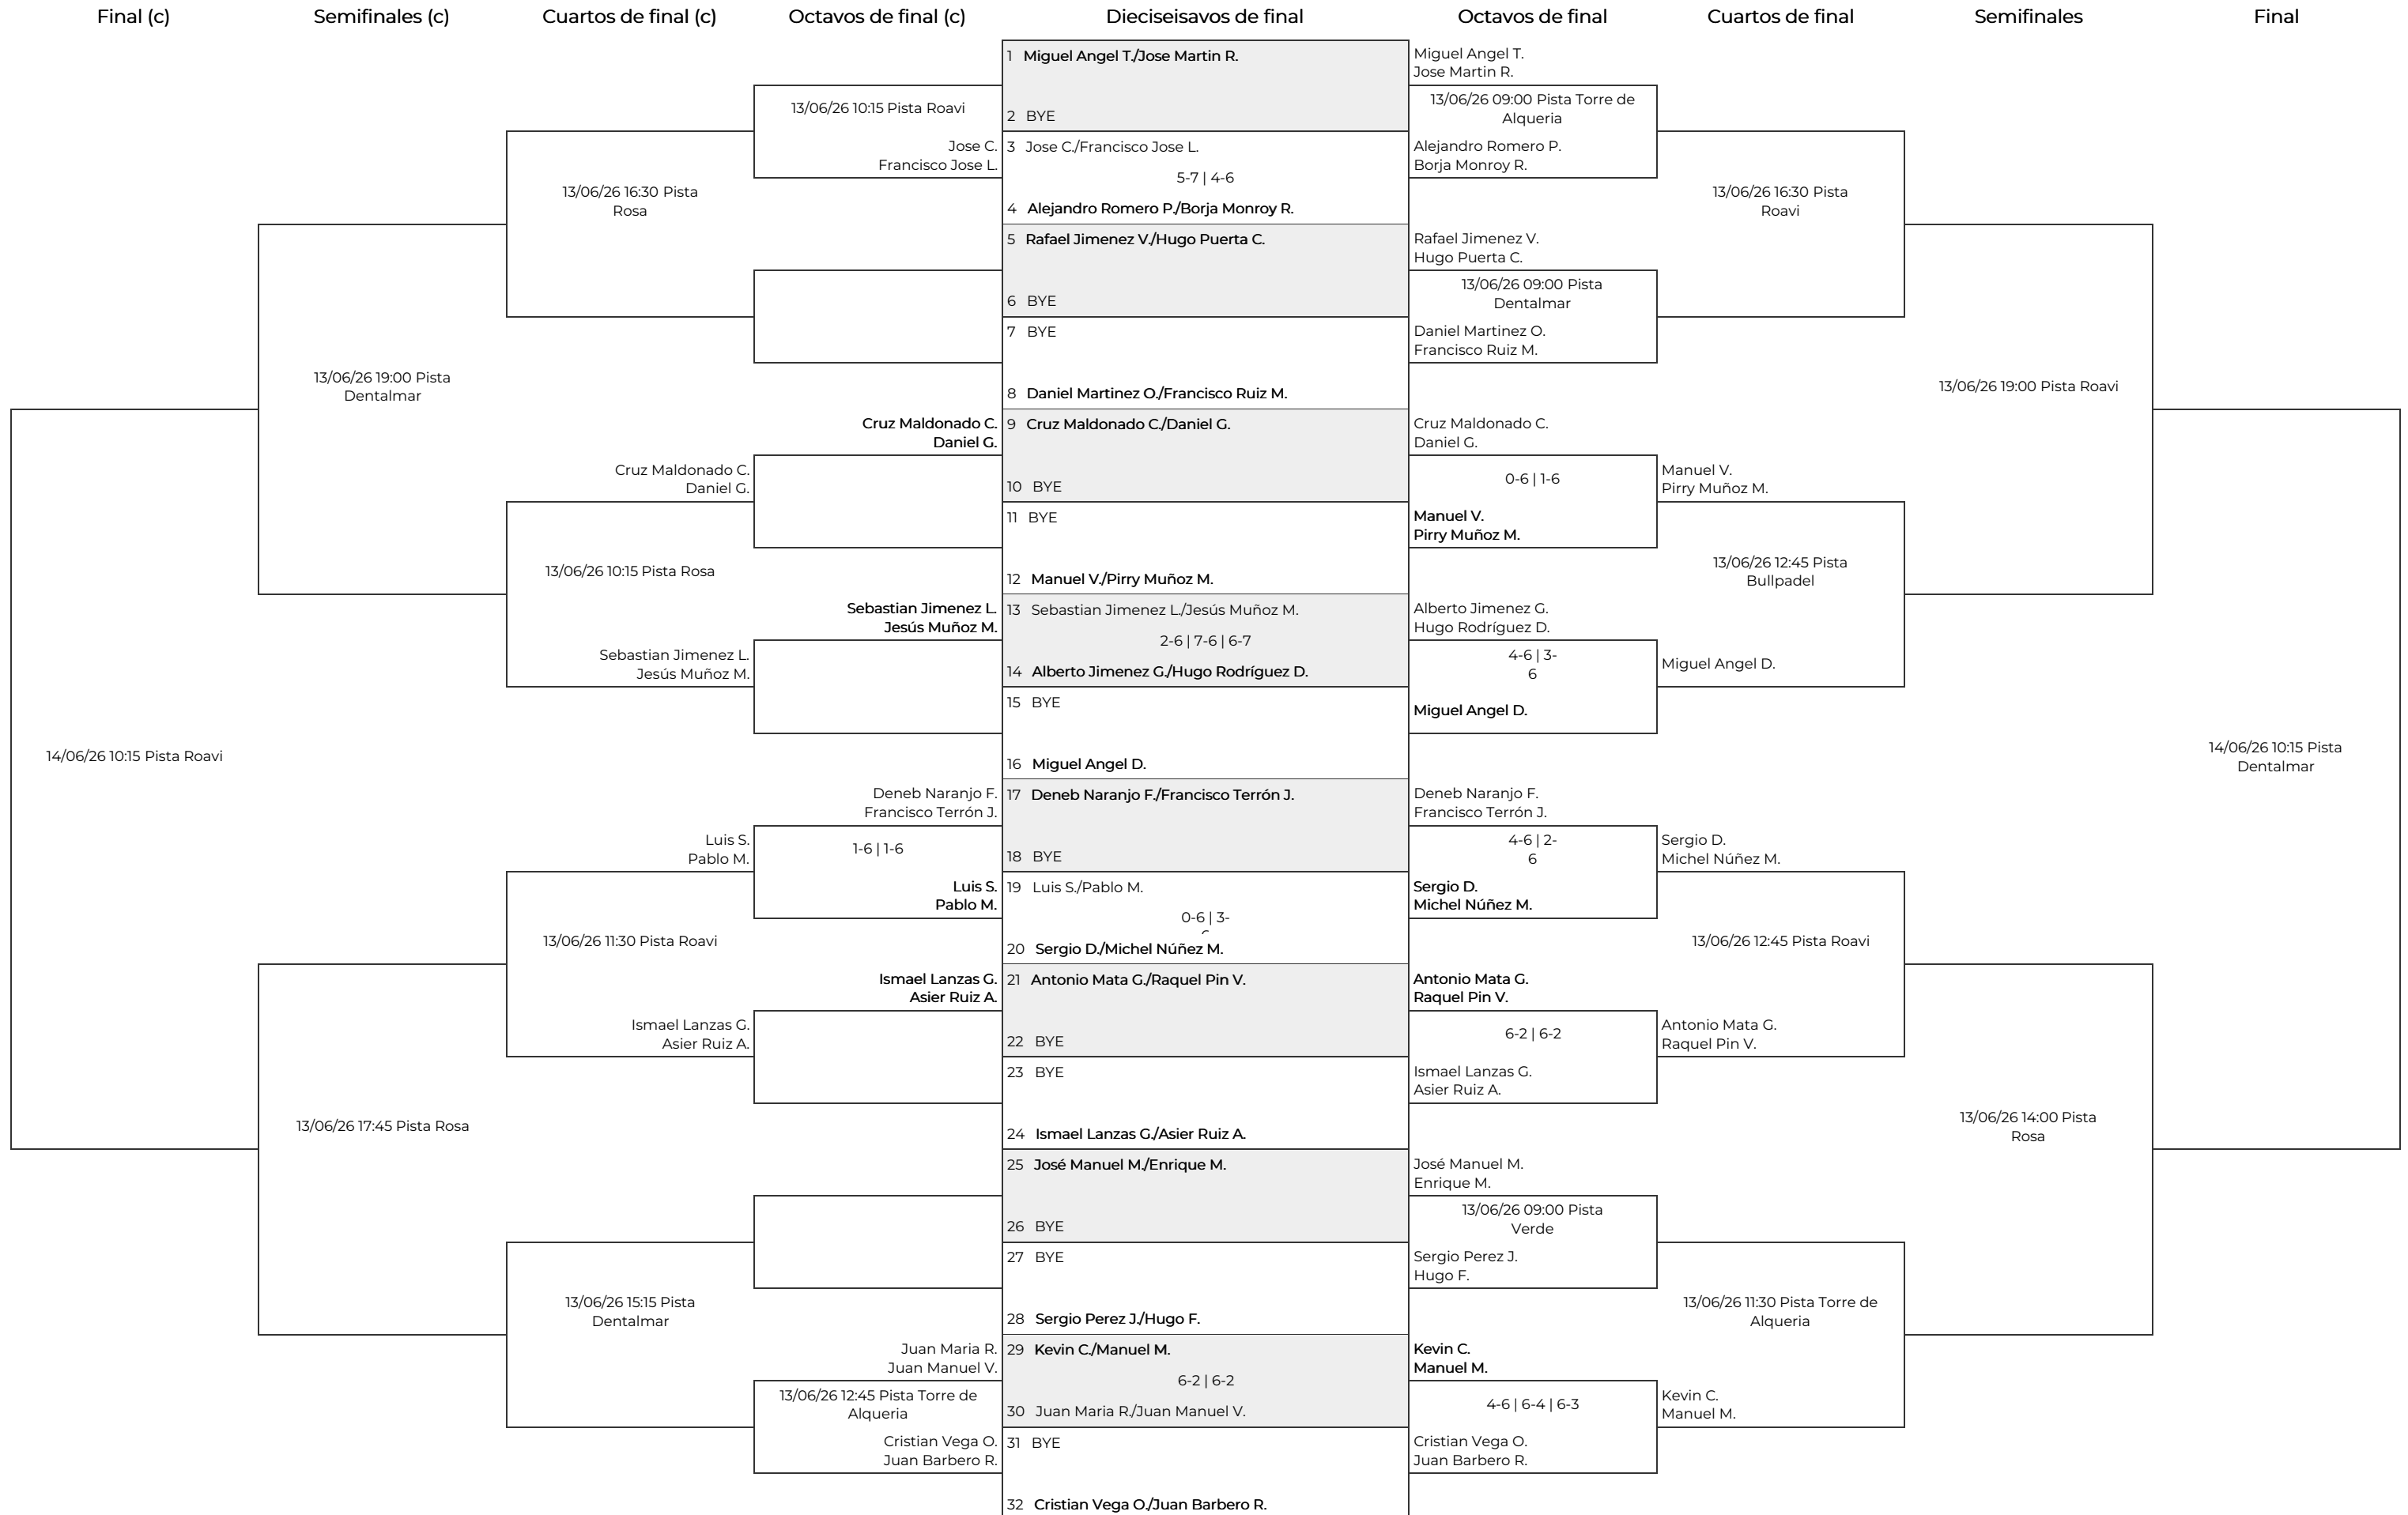 Final (c)
Semifinales (c)
Cuartos de final (c)
Octavos de final (c)
Dieciseisavos de final
Octavos de final
Cuartos de final
Semifinales
Final
14/06/26 10:15 Pista Roavi
13/06/26 19:00 Pista
Dentalmar
13/06/26 17:45 Pista Rosa
13/06/26 16:30 Pista
Rosa
Cruz Maldonado C.
Daniel G.
13/06/26 10:15 Pista Rosa
Sebastian Jimenez L.
Jesús Muñoz M.
Luis S.
Pablo M.
13/06/26 11:30 Pista Roavi
Ismael Lanzas G.
Asier Ruiz A.
13/06/26 15:15 Pista
Dentalmar
13/06/26 10:15 Pista Roavi
Jose C.
Francisco Jose L.
Cruz Maldonado C.
Daniel G.
Sebastian Jimenez L.
Jesús Muñoz M.
Deneb Naranjo F.
Francisco Terrón J.
1-6 | 1-6
Luis S.
Pablo M.
Ismael Lanzas G.
Asier Ruiz A.
Juan Maria R.
Juan Manuel V.
13/06/26 12:45 Pista Torre de
Alqueria
Cristian Vega O.
Juan Barbero R.
1 Miguel Angel T./Jose Martin R.
2 BYE
3 Jose C./Francisco Jose L.
5-7 | 4-6
4 Alejandro Romero P./Borja Monroy R.
5 Rafael Jimenez V./Hugo Puerta C.
6 BYE
7 BYE
8 Daniel Martinez O./Francisco Ruiz M.
9 Cruz Maldonado C./Daniel G.
10 BYE
11 BYE
12 Manuel V./Pirry Muñoz M.
13 Sebastian Jimenez L./Jesús Muñoz M.
2-6 | 7-6 | 6-7
14 Alberto Jimenez G./Hugo Rodríguez D.
15 BYE
16 Miguel Angel D.
17 Deneb Naranjo F./Francisco Terrón J.
18 BYE
19 Luis S./Pablo M.
0-6 | 3-
20 Sergio D./Michel Núñez M.
21 Antonio Mata G./Raquel Pin V.
22 BYE
23 BYE
24 Ismael Lanzas G./Asier Ruiz A.
25 José Manuel M./Enrique M.
26 BYE
27 BYE
28 Sergio Perez J./Hugo F.
29 Kevin C./Manuel M.
6-2 | 6-2
30 Juan Maria R./Juan Manuel V.
31 BYE
32 Cristian Vega O./Juan Barbero R.
Miguel Angel T.
Jose Martin R.
13/06/26 09:00 Pista Torre de
Alqueria
Alejandro Romero P.
Borja Monroy R.
Rafael Jimenez V.
Hugo Puerta C.
13/06/26 09:00 Pista
Dentalmar
Daniel Martinez O.
Francisco Ruiz M.
Cruz Maldonado C.
Daniel G.
0-6 | 1-6
Manuel V.
Pirry Muñoz M.
Alberto Jimenez G.
Hugo Rodríguez D.
4-6 | 3-
6
Miguel Angel D.
Deneb Naranjo F.
Francisco Terrón J.
4-6 | 2-
6
Sergio D.
Michel Núñez M.
Antonio Mata G.
Raquel Pin V.
6-2 | 6-2
Ismael Lanzas G.
Asier Ruiz A.
José Manuel M.
Enrique M.
13/06/26 09:00 Pista
Verde
Sergio Perez J.
Hugo F.
Kevin C.
Manuel M.
4-6 | 6-4 | 6-3
Cristian Vega O.
Juan Barbero R.
13/06/26 16:30 Pista
Roavi
Manuel V.
Pirry Muñoz M.
13/06/26 12:45 Pista
Bullpadel
Miguel Angel D.
Sergio D.
Michel Núñez M.
13/06/26 12:45 Pista Roavi
Antonio Mata G.
Raquel Pin V.
13/06/26 11:30 Pista Torre de
Alqueria
Kevin C.
Manuel M.
13/06/26 19:00 Pista Roavi
13/06/26 14:00 Pista
Rosa
14/06/26 10:15 Pista
Dentalmar